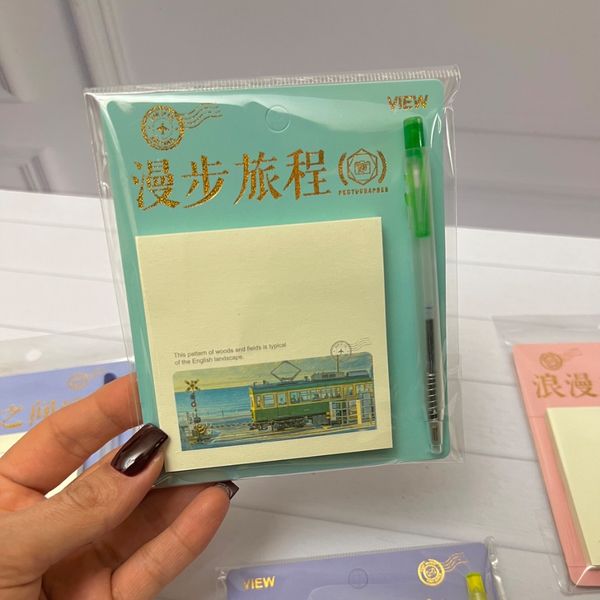 VIEW
漫步旅程
PHOTOGRAPHER
This pattern of woods and fields is typical
of the English landscape.
浪漫
VIEW